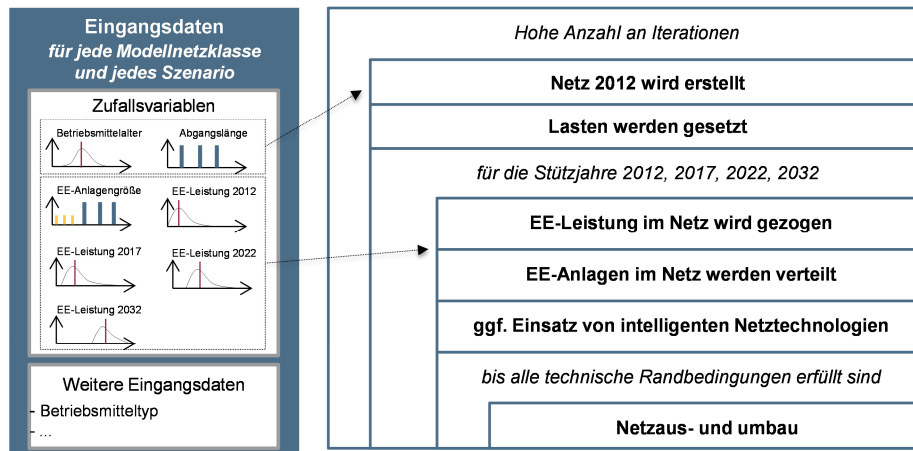 Eingangsdaten
für jede Modellnetzklasse
und jedes Szenario
Zufallsvariablen
Betriebsmittelalter
Abgangslänge
EE-Anlagengröße
EE-Leistung 2012
EE-Leistung 2017
EE-Leistung 2022
EE-Leistung 2032
Weitere Eingangsdaten
- Betriebsmitteltyp
- ...
Hohe Anzahl an Iterationen
Netz 2012 wird erstellt
Lasten werden gesetzt
für die Stützjahre 2012, 2017, 2022, 2032
EE-Leistung im Netz wird gezogen
EE-Anlagen im Netz werden verteilt
ggf. Einsatz von intelligenten Netztechnologien
bis alle technische Randbedingungen erfüllt sind
Netzaus- und umbau